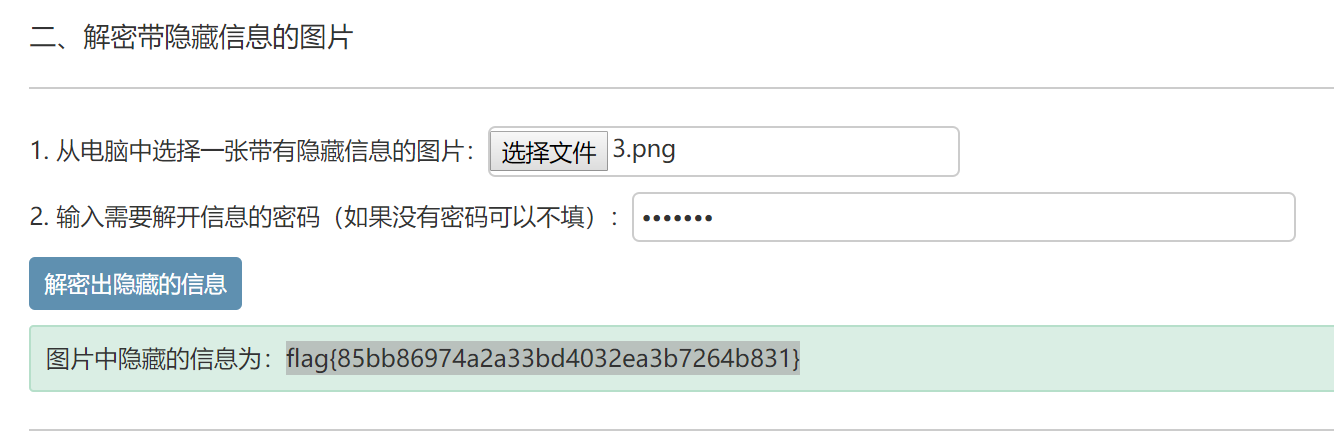 二、解密带隐藏信息的图片
1. 从电脑中选择一张带有隐藏信息的图片：选择文件 3.png
2. 输入需要解开信息的密码（如果没有密码可以不填）：•••••••
解密出隐藏的信息
图片中隐藏的信息为：flag{85bb86974a2a33bd4032ea3b7264b831}